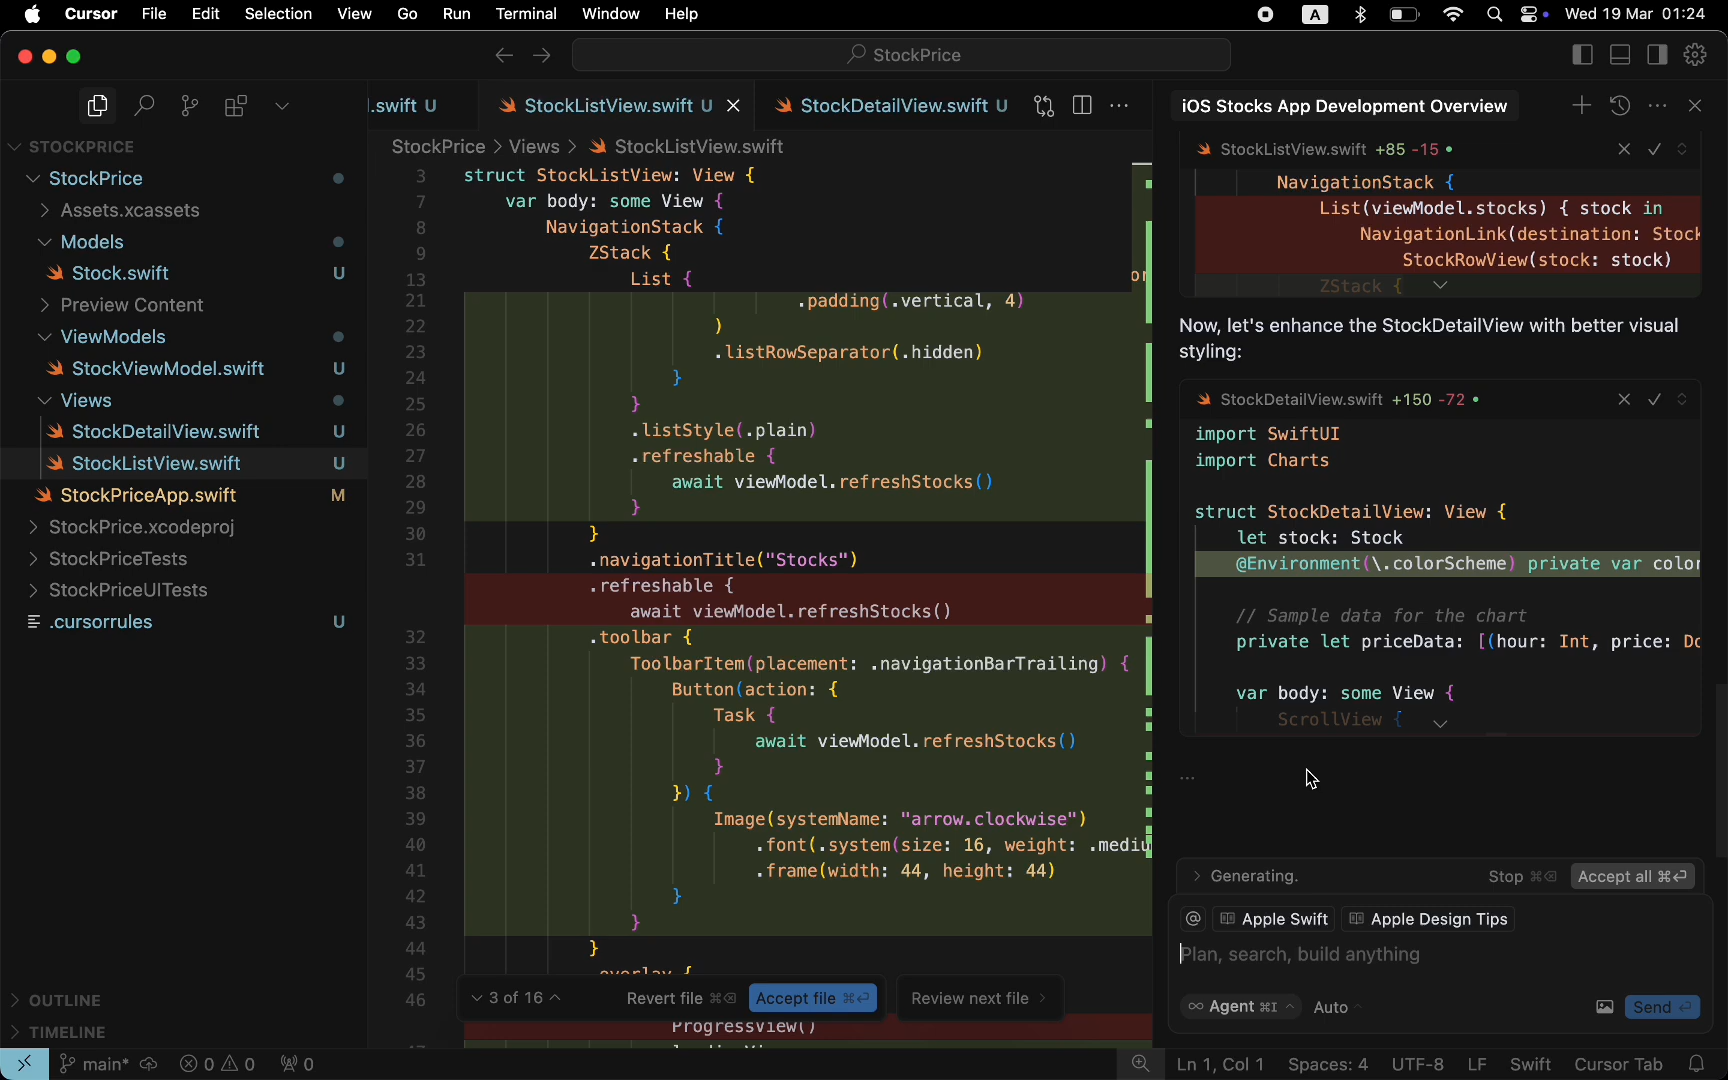 Cursor File Edit Selection View Go Run Terminal Window Help
A Wed 19 Mar 01:24
StockPrice
.swift U StockListView.swift U StockDetailView.swift U
iOS Stocks App Development Overview
STOCKPRICE
StockPrice
Assets.xcassets
Models
Stock.swift U
Preview Content
ViewModels
StockViewModel.swift U
Views
StockDetailView.swift U
StockListView.swift U
StockPriceApp.swift M
StockPrice.xcodeproj
StockPriceTests
StockPriceUITests
.cursorrules U
OUTLINE
TIMELINE
StockPrice > Views > StockListView.swift
3 struct StockListView: View {
7 var body: some View {
8 NavigationStack {
9 ZStack {
13 List {
21 .padding(.vertical, 4)
22 )
23 .listRowSeparator(.hidden)
24 }
25 }
26 .listStyle(.plain)
27 .refreshable {
28 await viewModel.refreshStocks()
29 }
30 }
31 .navigationTitle("Stocks")
.refreshable {
await viewModel.refreshStocks()
32 .toolbar {
33 ToolbarItem(placement: .navigationBarTrailing) {
34 Button(action: {
35 Task {
36 await viewModel.refreshStocks()
37 }
38 }) {
39 Image(systemName: "arrow.clockwise")
40 .font(.system(size: 16, weight: .mediu
41 .frame(width: 44, height: 44)
42 }
43 }
44 }
45 .overlay {
46
3 of 16 Revert file ⌘⌫ Accept file ⌘⏎ Review next file >
ProgressView()
StockListView.swift +85 -15
NavigationStack {
List(viewModel.stocks) { stock in
NavigationLink(destination: Stock
StockRowView(stock: stock)
ZStack {
Now, let's enhance the StockDetailView with better visual
styling:
StockDetailView.swift +150 -72
import SwiftUI
import Charts
struct StockDetailView: View {
let stock: Stock
@Environment(\.colorScheme) private var color
// Sample data for the chart
private let priceData: [(hour: Int, price: Do
var body: some View {
ScrollView {
...
> Generating. Stop ⌘⌫ Accept all ⌘⏎
@ Apple Swift Apple Design Tips
Plan, search, build anything
∞ Agent ⌘I Auto Send ⏎
main* 0 0 0 Ln 1, Col 1 Spaces: 4 UTF-8 LF Swift Cursor Tab